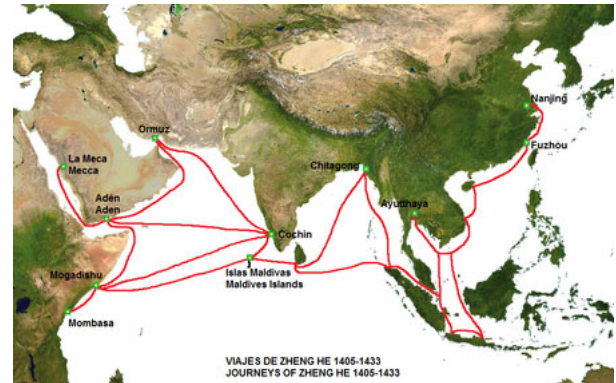 Nanjing
Ormuz
Fuzhou
La Meca
Mecca
Chitagong
Adén
Aden
Ayutthaya
Cochin
Islas Maldivas
Maldives Islands
Mogadishu
Mombasa
VIAJES DE ZHENG HE 1405-1433
JOURNEYS OF ZHENG HE 1405-1433